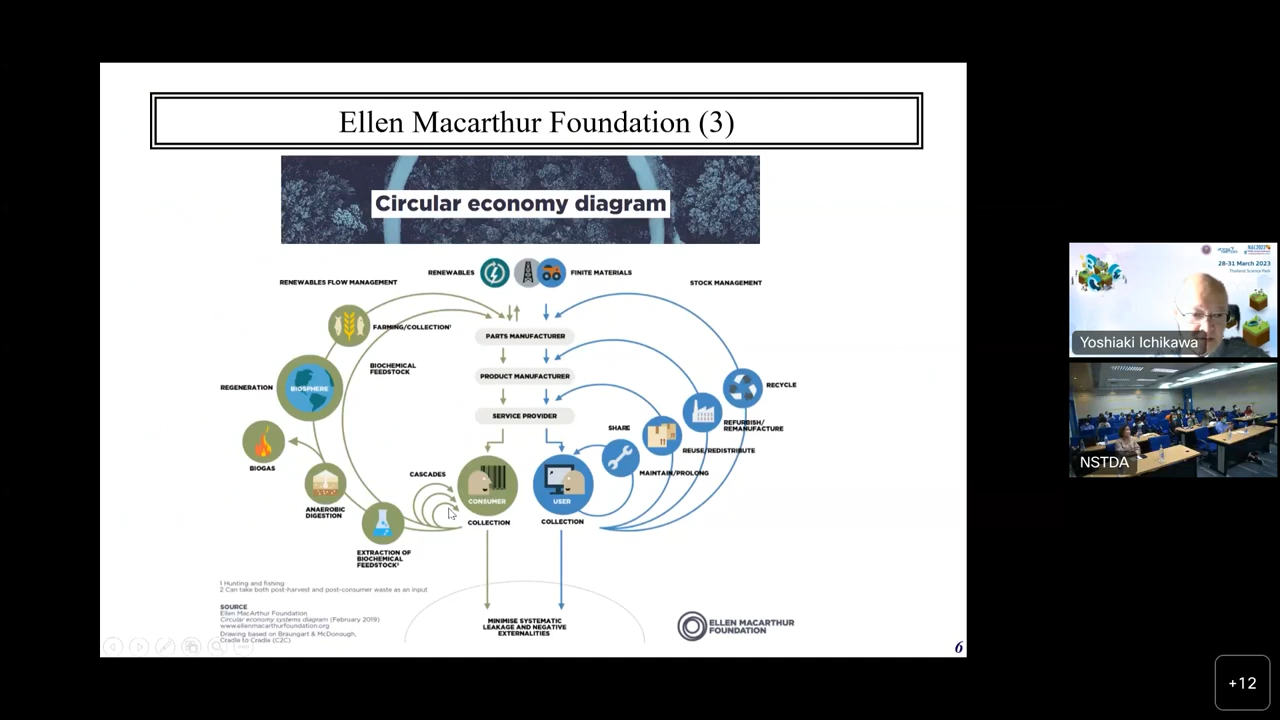 Ellen Macarthur Foundation (3)
Circular economy diagram
RENEWABLES
FINITE MATERIALS
RENEWABLES FLOW MANAGEMENT
STOCK MANAGEMENT
FARMING/COLLECTION¹
PARTS MANUFACTURER
BIOCHEMICAL
FEEDSTOCK
PRODUCT MANUFACTURER
REGENERATION
BIOSPHERE
RECYCLE
SERVICE PROVIDER
SHARE
REFURBISH/
REMANUFACTURE
REUSE/REDISTRIBUTE
BIOGAS
CASCADES
MAINTAIN/PROLONG
CONSUMER
USER
ANAEROBIC
DIGESTION
COLLECTION
COLLECTION
EXTRACTION OF
BIOCHEMICAL
FEEDSTOCK²
1 Hunting and fishing
2 Can take both post-harvest and post-consumer waste as an input
SOURCE
Ellen MacArthur Foundation
Circular economy systems diagram (February 2019)
www.ellenmacarthurfoundation.org
Drawing based on Braungart & McDonough,
Cradle to Cradle (C2C)
MINIMISE SYSTEMATIC
LEAKAGE AND NEGATIVE
EXTERNALITIES
ELLEN MACARTHUR
FOUNDATION
6
28-31 March 2023
Thailand Science Park
Yoshiaki Ichikawa
NSTDA
+12